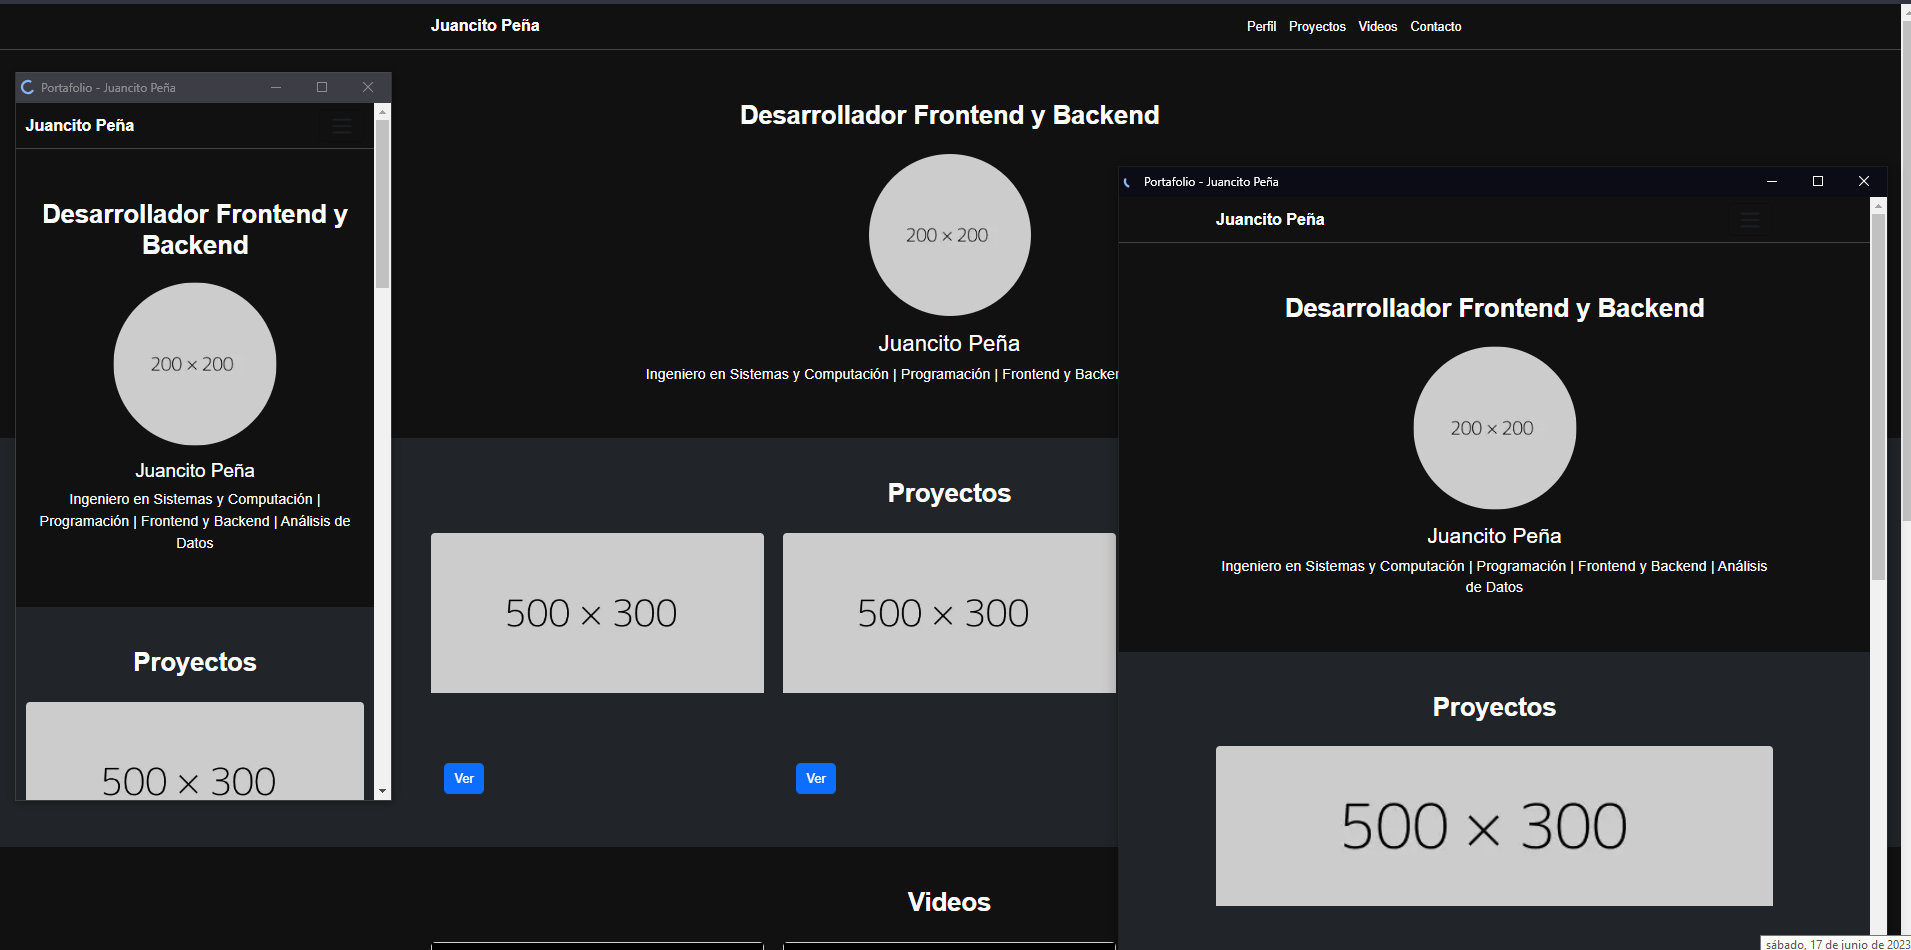 Juancito Peña
Perfil Proyectos Videos Contacto
Desarrollador Frontend y Backend
200 × 200
Juancito Peña
Ingeniero en Sistemas y Computación | Programación | Frontend y
Proyectos
500 × 300
500 × 300
Ver
Ver
Videos
Portafolio - Juancito Peña
Juancito Peña
Desarrollador Frontend y
Backend
200 × 200
Juancito Peña
Ingeniero en Sistemas y Computación |
Programación | Frontend y Backend | Análisis de
Datos
Proyectos
500 × 300
Portafolio - Juancito Peña
Juancito Peña
Desarrollador Frontend y Backend
200 × 200
Juancito Peña
Ingeniero en Sistemas y Computación | Programación | Frontend y Backend | Análisis
de Datos
Proyectos
500 × 300
sábado, 17 de junio de 2023